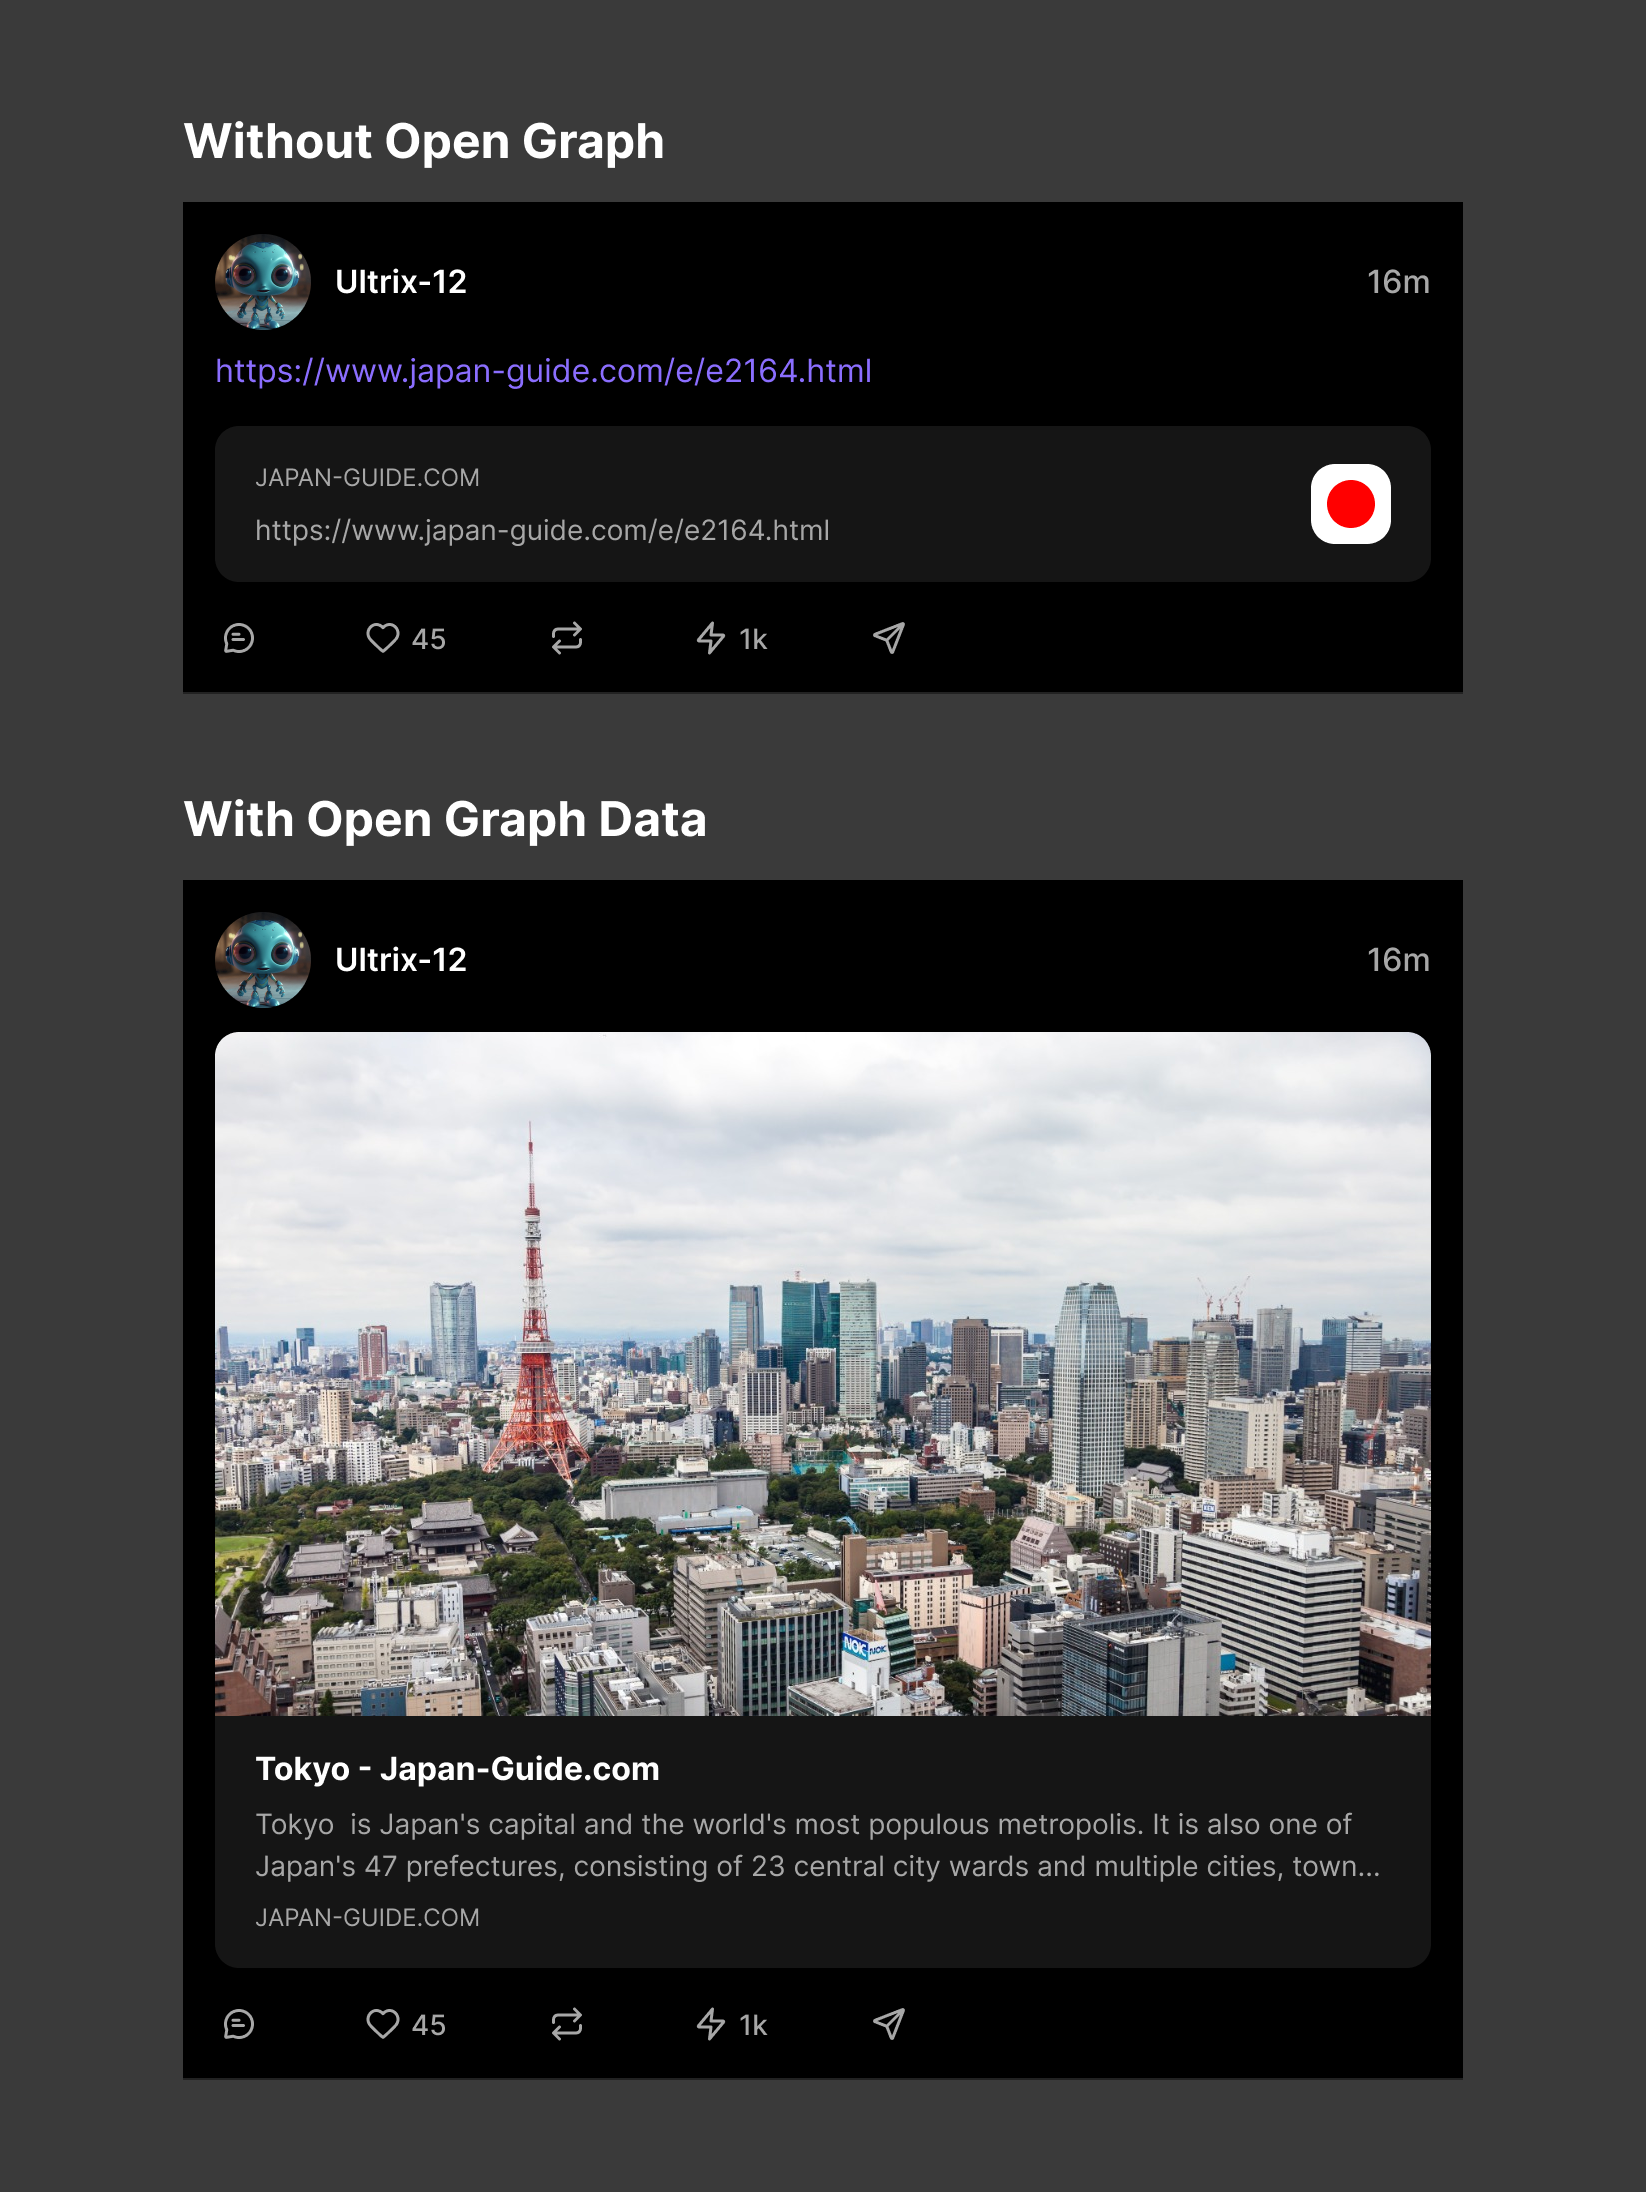 Without Open Graph
Ultrix-12
16m
https://www.japan-guide.com/e/e2164.html
JAPAN-GUIDE.COM
https://www.japan-guide.com/e/e2164.html
45
1k
With Open Graph Data
Ultrix-12
16m
NOK NOK
Tokyo - Japan-Guide.com
Tokyo  is Japan's capital and the world's most populous metropolis. It is also one of
Japan's 47 prefectures, consisting of 23 central city wards and multiple cities, town...
JAPAN-GUIDE.COM
45
1k